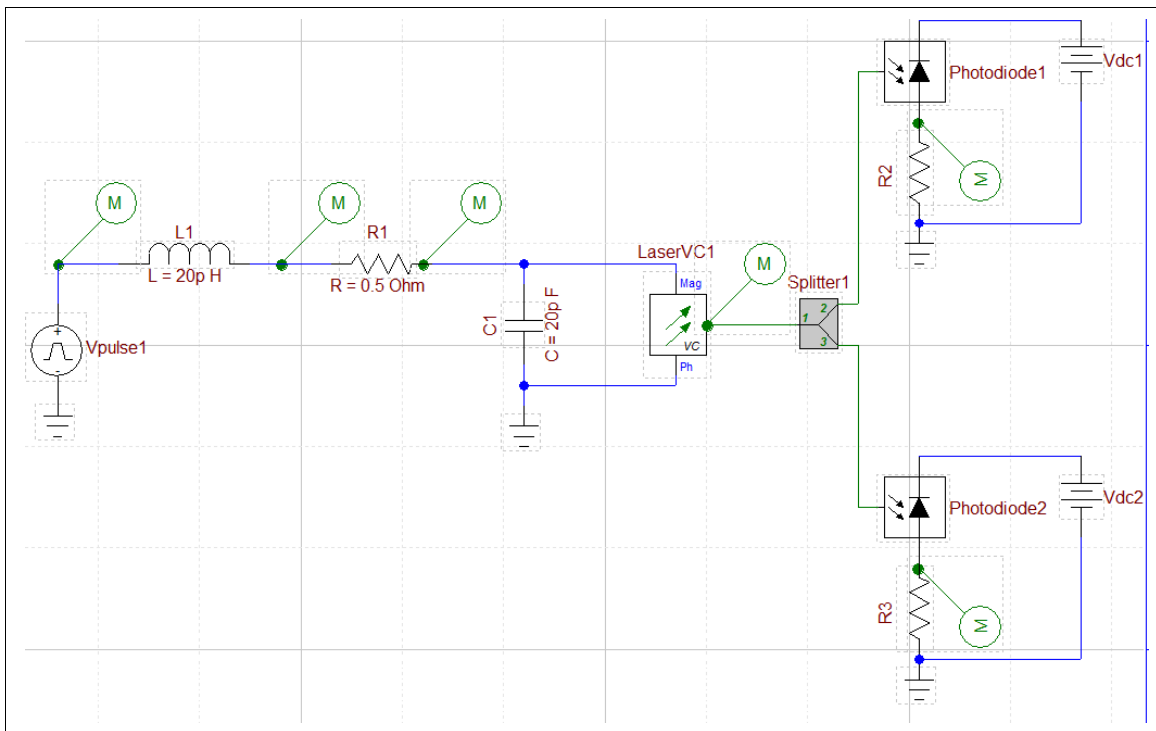 Photodiode1
Vdc1
M
R2
M
M
M
M
L1
L = 20p H
R1
R = 0.5 Ohm
LaserVC1
M
Mag
Splitter1
1
2
3
C1
C = 20p F
VC
Ph
+
Vpulse1
-
Photodiode2
Vdc2
R3
M